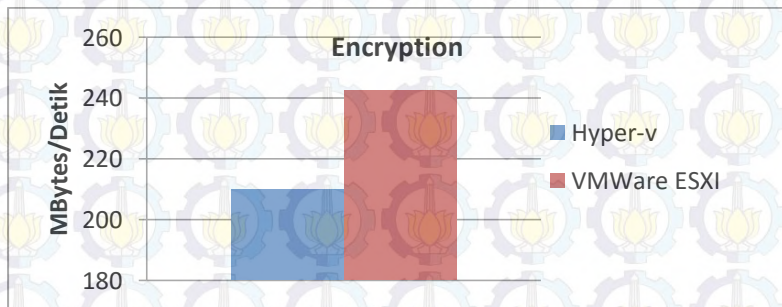 Encryption
MBytes/Detik
260
240
220
200
180
Hyper-v
VMWare ESXI